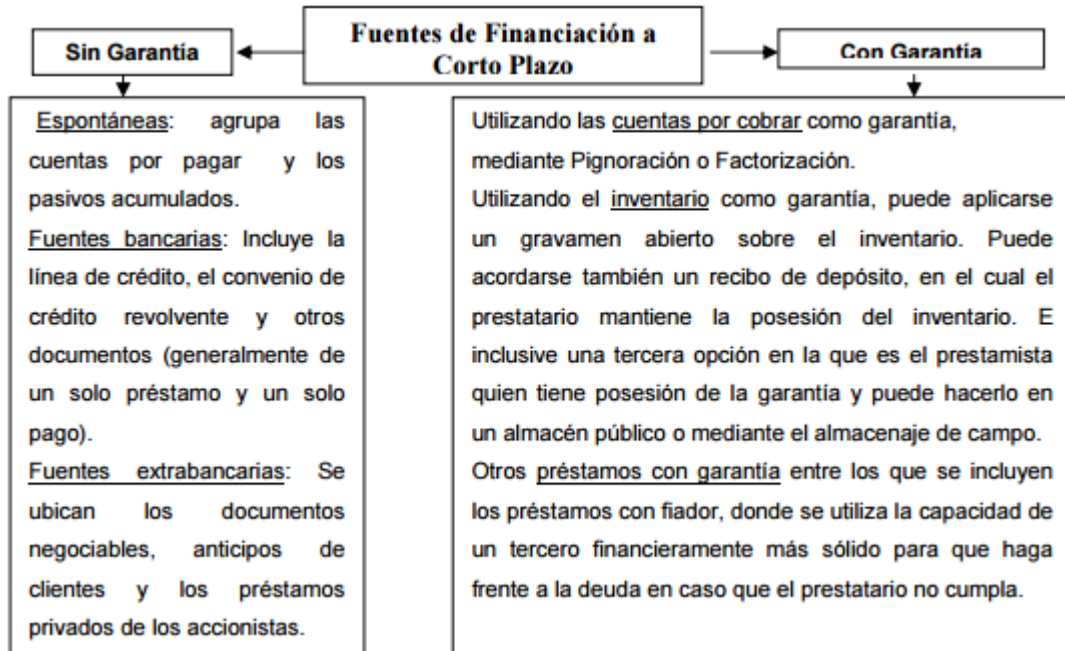 Fuentes de Financiación a
Corto Plazo
Sin Garantía
Con Garantía
Espontáneas: agrupa las
cuentas por pagar y los
pasivos acumulados.
Fuentes bancarias: Incluye la
línea de crédito, el convenio de
crédito revolvente y otros
documentos (generalmente de
un solo préstamo y un solo
pago).
Fuentes extrabancarias: Se
ubican los documentos
negociables, anticipos de
clientes y los préstamos
privados de los accionistas.
Utilizando las cuentas por cobrar como garantía,
mediante Pignoración o Factorización.
Utilizando el inventario como garantía, puede aplicarse
un gravamen abierto sobre el inventario. Puede
acordarse también un recibo de depósito, en el cual el
prestatario mantiene la posesión del inventario. E
inclusive una tercera opción en la que es el prestamista
quien tiene posesión de la garantía y puede hacerlo en
un almacén público o mediante el almacenaje de campo.
Otros préstamos con garantía entre los que se incluyen
los préstamos con fiador, donde se utiliza la capacidad de
un tercero financieramente más sólido para que haga
frente a la deuda en caso que el prestatario no cumpla.